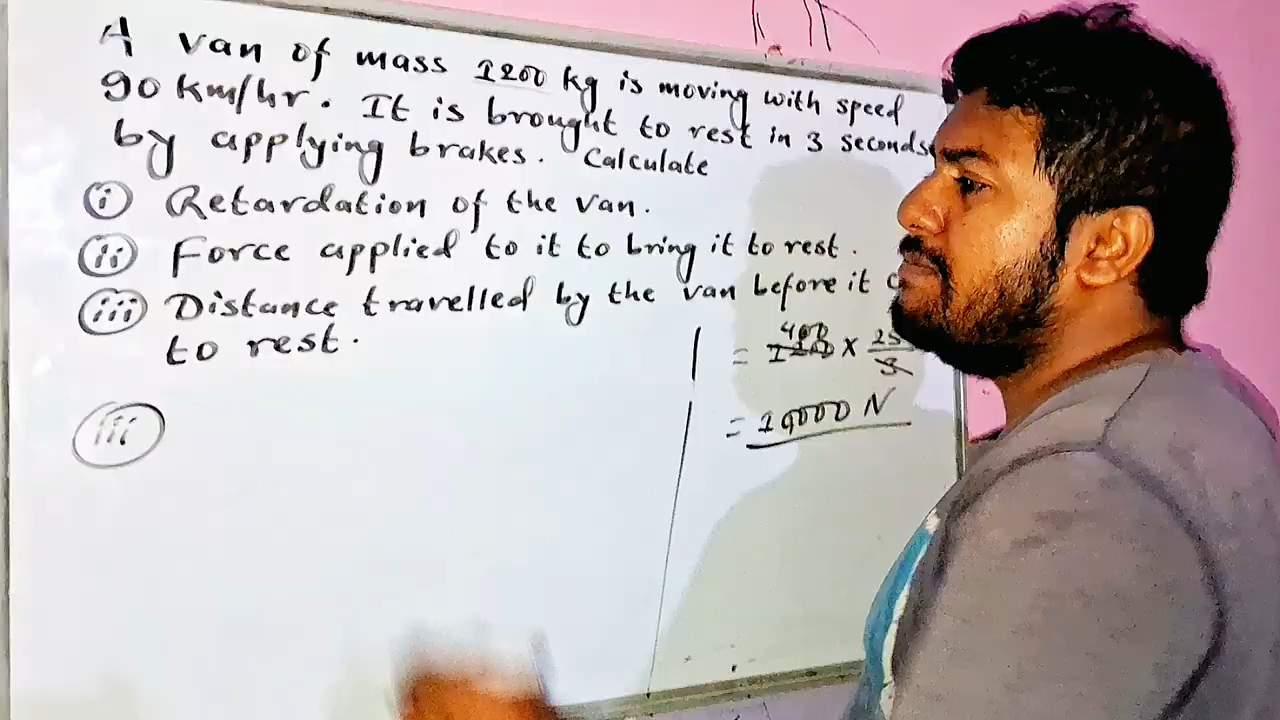 A van of mass 1200 kg is moving with speed
90 km/hr. It is brought to rest in 3 seconds
by applying brakes. Calculate
(i) Retardation of the van.
(ii) Force applied to it to bring it to rest.
(iii) Distance travelled by the van before it
to rest.
(iii)
400
= 1200 × 25/3
= 10000 N